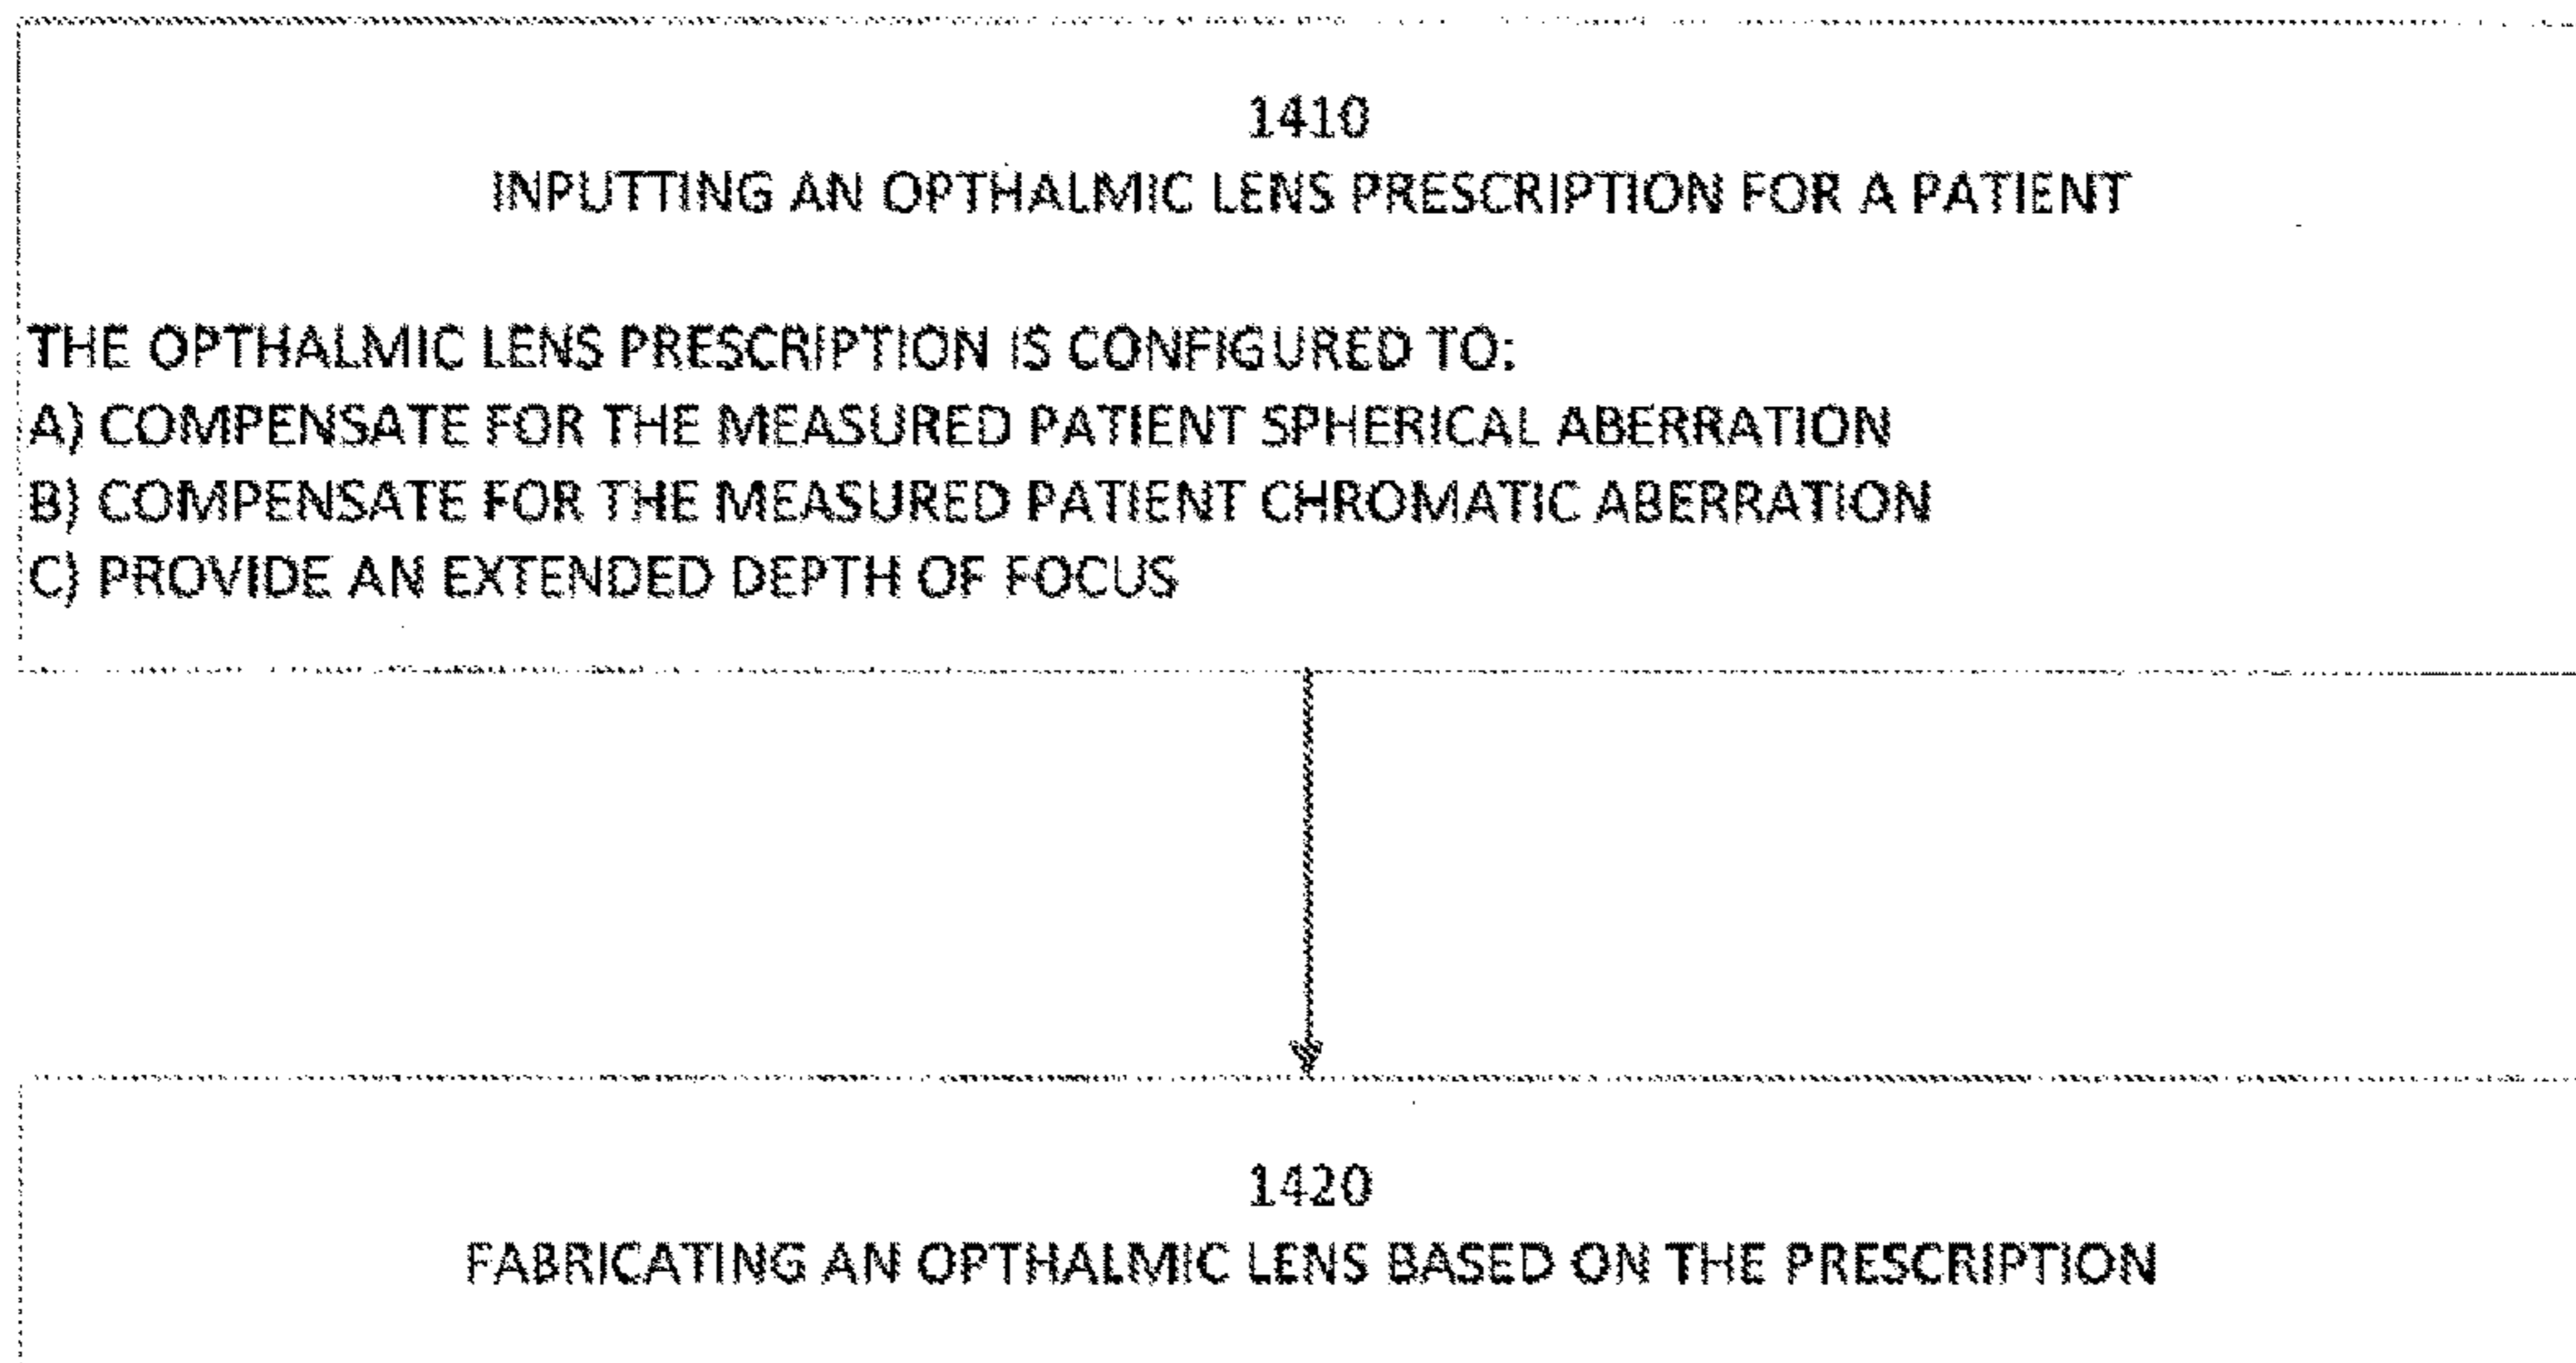 1410
INPUTTING AN OPTHALMIC LENS PRESCRIPTION FOR A PATIENT
THE OPTHALMIC LENS PRESCRIPTION IS CONFIGURED TO:
A) COMPENSATE FOR THE MEASURED PATIENT SPHERICAL ABERRATION
B) COMPENSATE FOR THE MEASURED PATIENT CHROMATIC ABERRATION
C) PROVIDE AN EXTENDED DEPTH OF FOCUS
1420
FABRICATING AN OPTHALMIC LENS BASED ON THE PRESCRIPTION